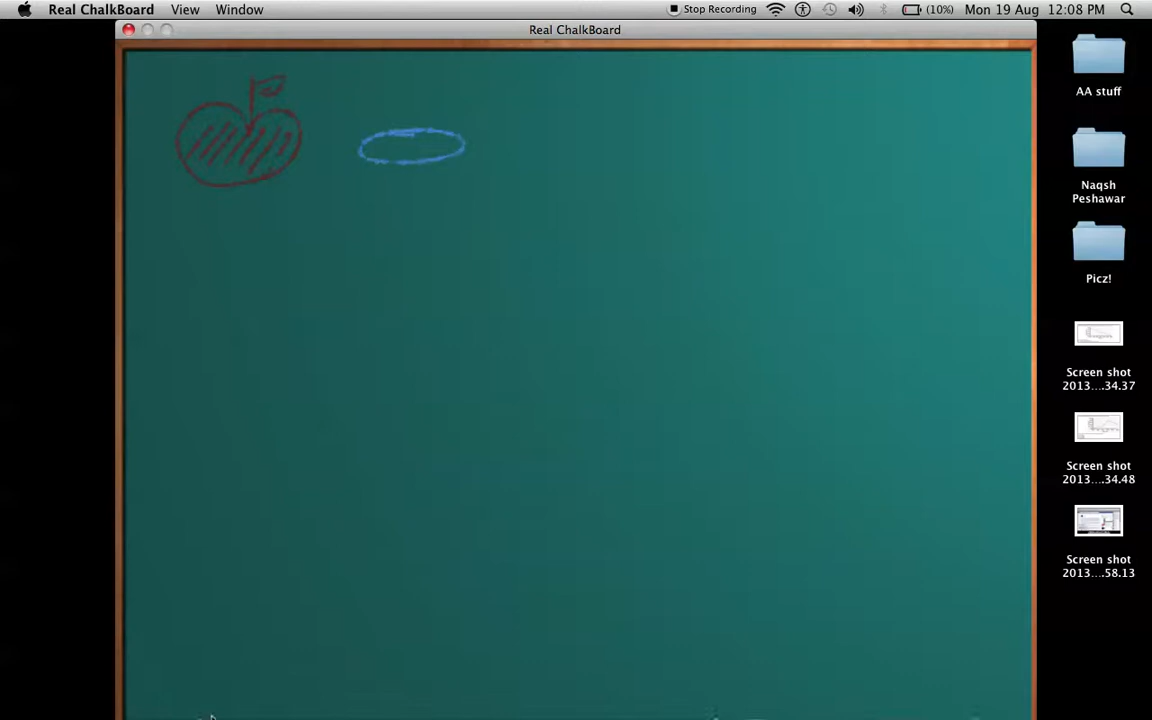 Real ChalkBoard View Window Stop Recording (10%) Mon 19 Aug 12:08 PM
Real ChalkBoard
AA stuff
Naqsh
Peshawar
Picz!
Screen shot
2013....34.37
Screen shot
2013....34.48
Screen shot
2013....58.13